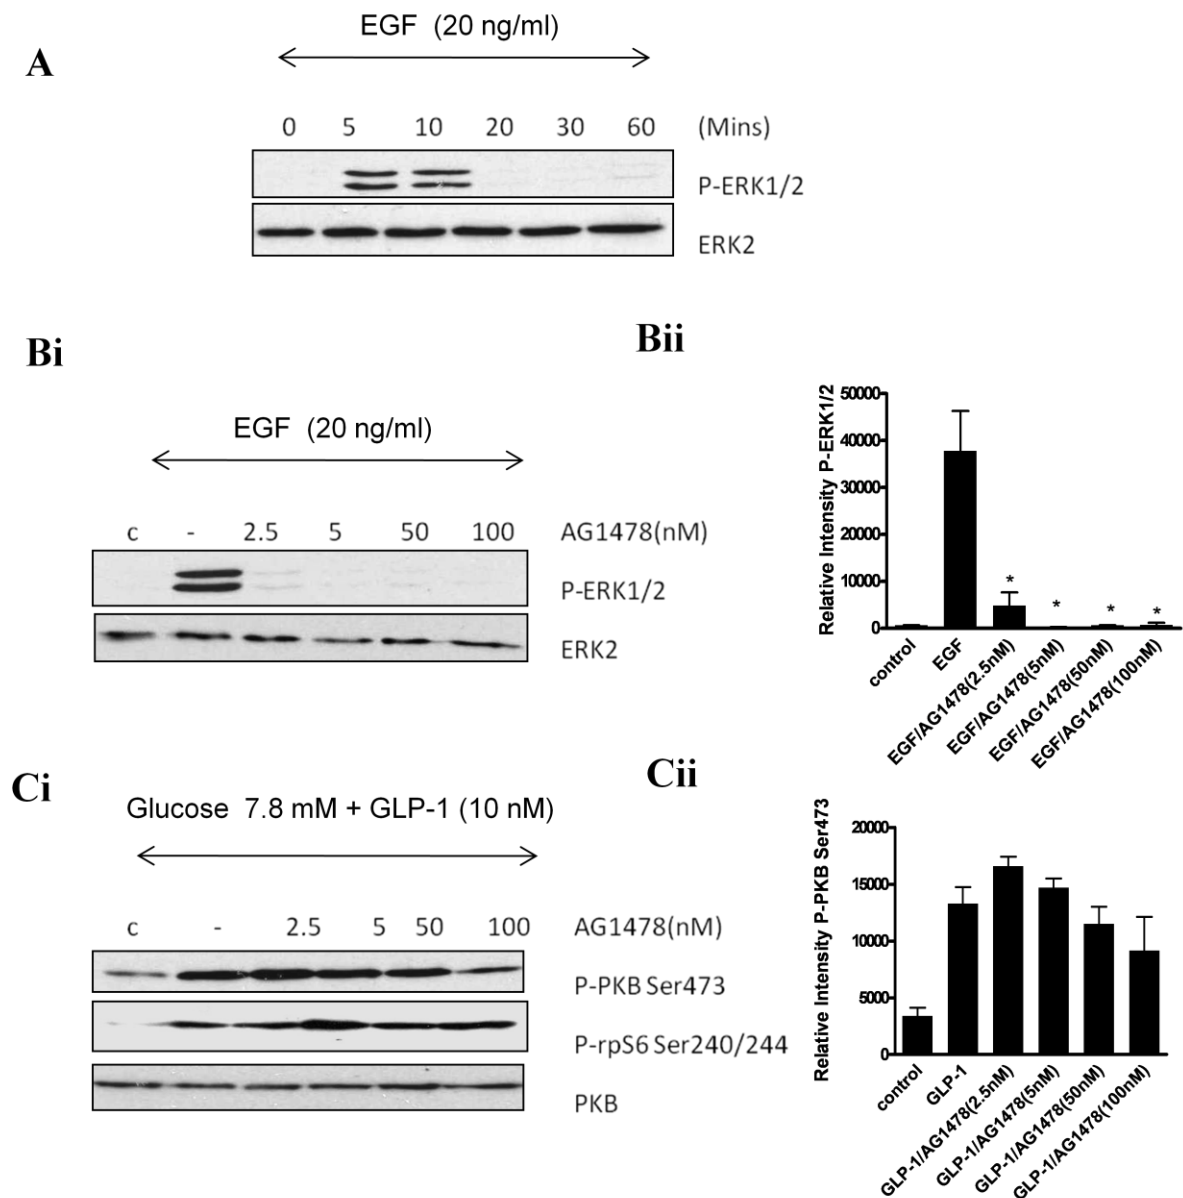 EGF (20 ng/ml)
A
0 5 10 20 30 60 (Mins)
P-ERK1/2
ERK2
Bi
EGF (20 ng/ml)
c - 2.5 5 50 100 AG1478(nM)
P-ERK1/2
ERK2
Bii
Relative Intensity P-ERK1/2
50000
40000
30000
20000
10000
0
* * * *
control
EGF
EGF/AG1478(2.5nM)
EGF/AG1478(5nM)
EGF/AG1478(50nM)
EGF/AG1478(100nM)
Ci
Glucose 7.8 mM + GLP-1 (10 nM)
c - 2.5 5 50 100 AG1478(nM)
P-PKB Ser473
P-rpS6 Ser240/244
PKB
Cii
Relative Intensity P-PKB Ser473
20000
15000
10000
5000
0
control
GLP-1
GLP-1/AG1478(2.5nM)
GLP-1/AG1478(5nM)
GLP-1/AG1478(50nM)
GLP-1/AG1478(100nM)